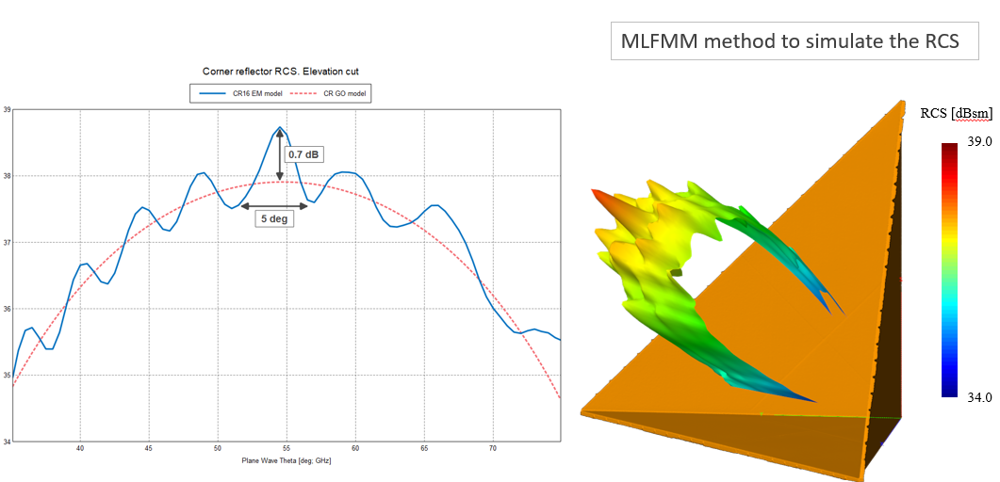 MLFMM method to simulate the RCS
Corner reflector RCS. Elevation cut
CR16 EM model CR GO model
39
38
37
36
35
34
0.7 dB
5 deg
40 45 50 55 60 65 70
Plane Wave Theta [deg; GHz]
RCS [dBsm]
39.0
34.0